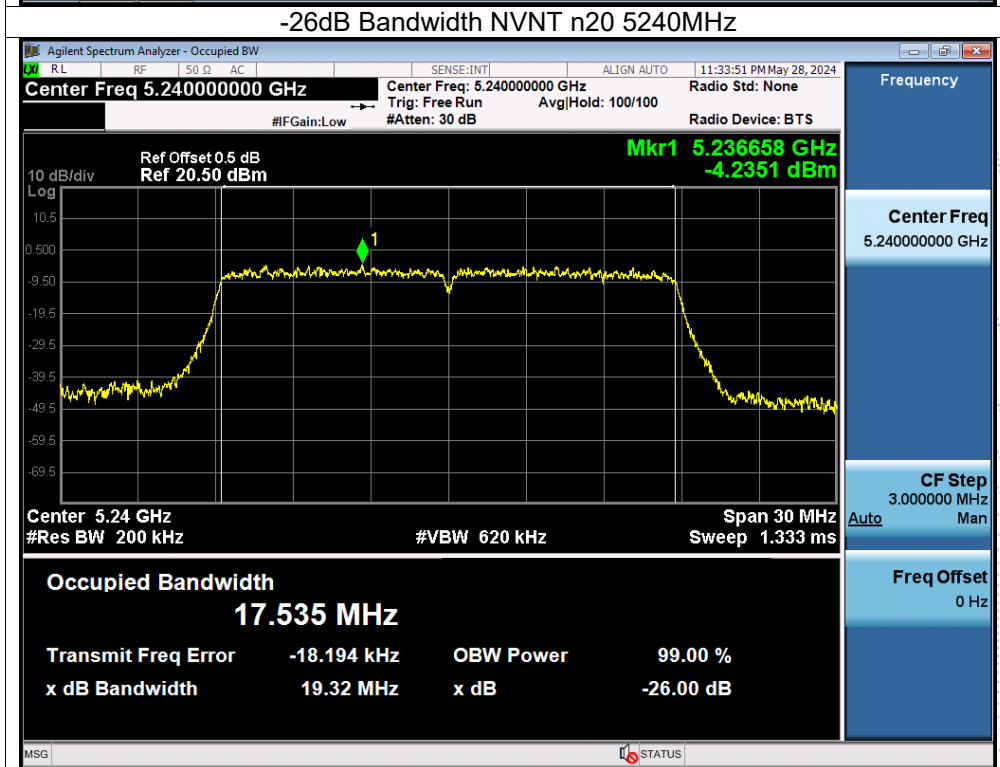 -26dB Bandwidth NVNT n20 5240MHz
Agilent Spectrum Analyzer - Occupied BW
LXI RL RF 50 Ω AC SENSE:INT ALIGN AUTO 11:33:51 PM May 28, 2024
Center Freq 5.240000000 GHz
Center Freq: 5.240000000 GHz Radio Std: None
Trig: Free Run Avg|Hold: 100/100
#IFGain:Low #Atten: 30 dB Radio Device: BTS
Frequency
Mkr1 5.236658 GHz
-4.2351 dBm
Ref Offset 0.5 dB
10 dB/div Ref 20.50 dBm
Log
10.5
0.500
-9.50
-19.5
-29.5
-39.5
-49.5
-59.5
-69.5
1
Center 5.24 GHz Span 30 MHz
#Res BW 200 kHz #VBW 620 kHz Sweep 1.333 ms
Center Freq
5.240000000 GHz
CF Step
3.000000 MHz
Auto Man
Freq Offset
0 Hz
Occupied Bandwidth
17.535 MHz
Transmit Freq Error -18.194 kHz OBW Power 99.00 %
x dB Bandwidth 19.32 MHz x dB -26.00 dB
MSG STATUS